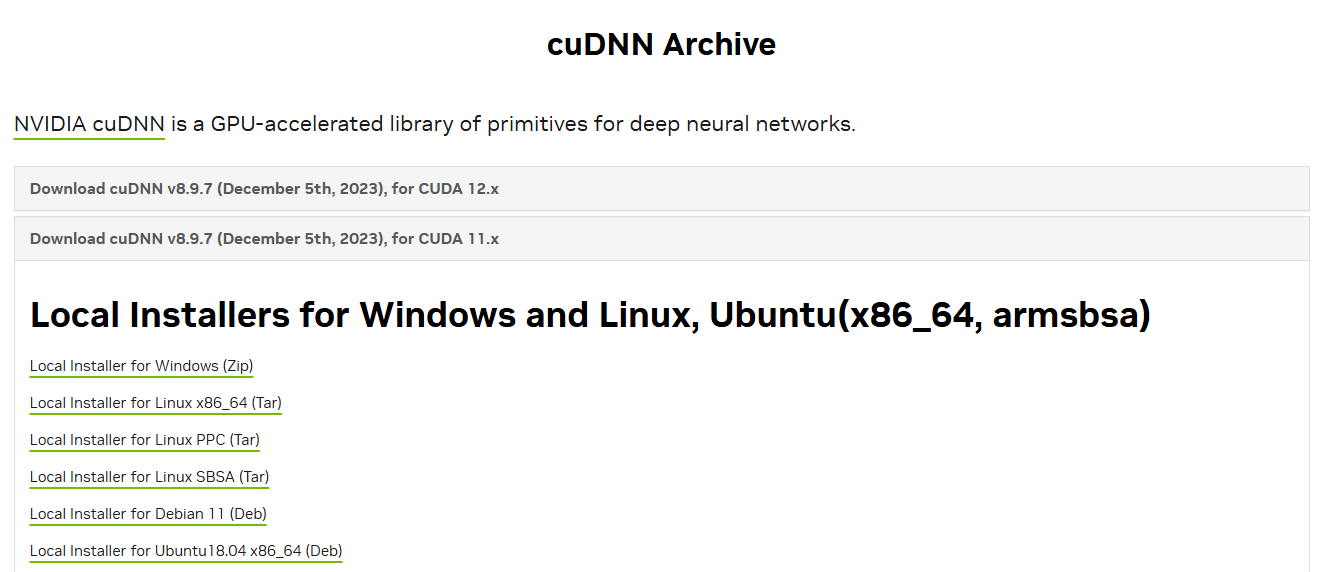 cuDNN Archive
NVIDIA cuDNN is a GPU-accelerated library of primitives for deep neural networks.
Download cuDNN v8.9.7 (December 5th, 2023), for CUDA 12.x
Download cuDNN v8.9.7 (December 5th, 2023), for CUDA 11.x
Local Installers for Windows and Linux, Ubuntu(x86_64, armsbsa)
Local Installer for Windows (Zip)
Local Installer for Linux x86_64 (Tar)
Local Installer for Linux PPC (Tar)
Local Installer for Linux SBSA (Tar)
Local Installer for Debian 11 (Deb)
Local Installer for Ubuntu18.04 x86_64 (Deb)